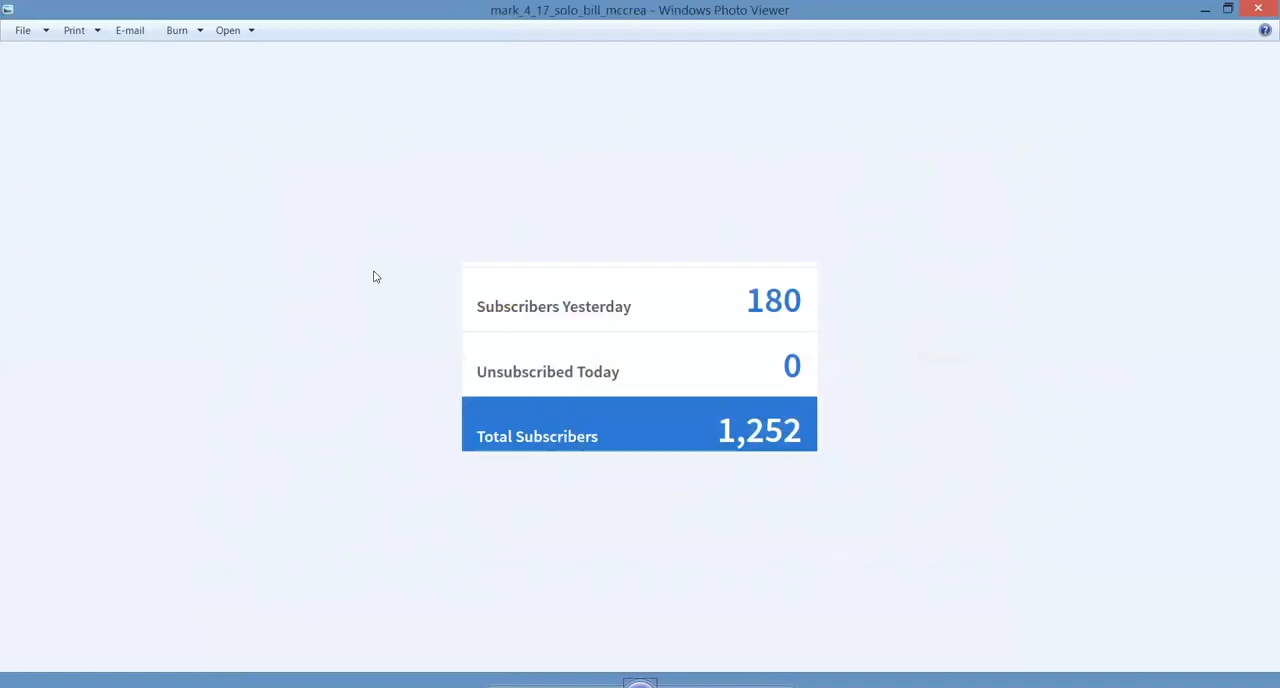 mark_4_17_solo_bill_mccrea - Windows Photo Viewer
File Print E-mail Burn Open
Subscribers Yesterday 180
Unsubscribed Today 0
Total Subscribers 1,252